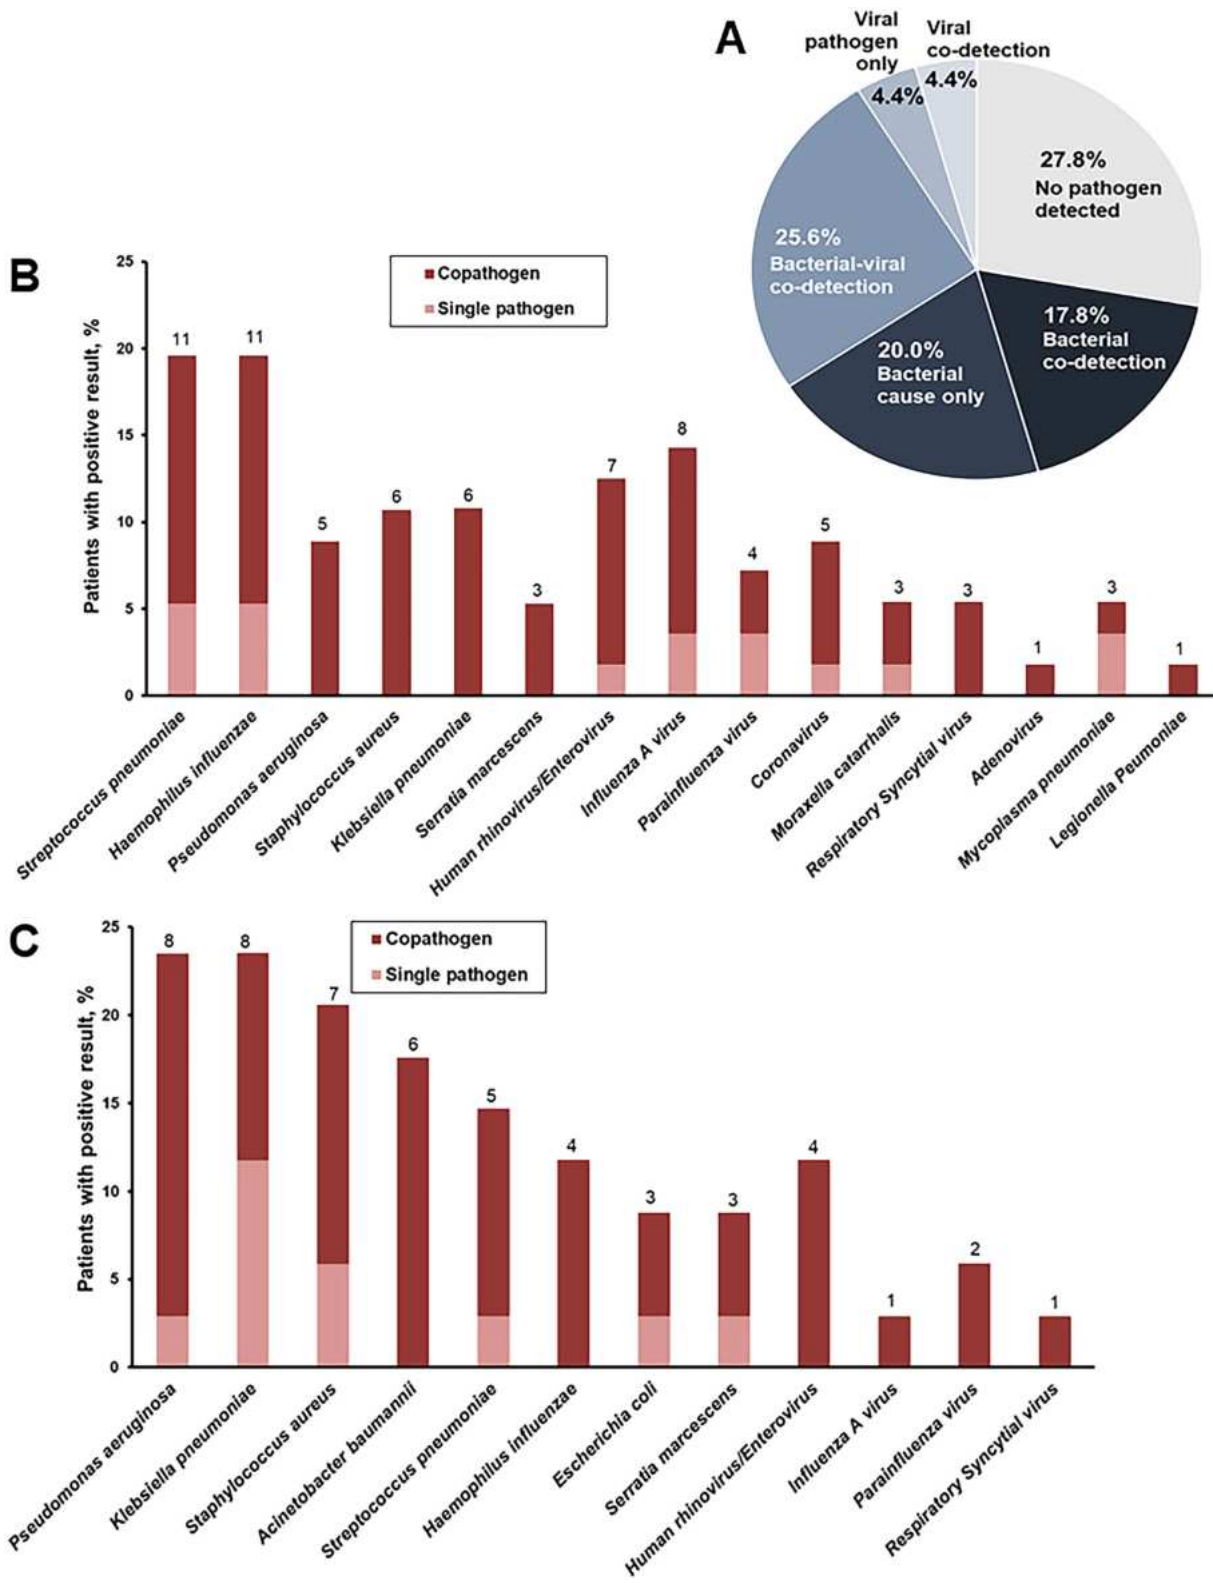 A
Viral
pathogen
only
4.4%
Viral
co-detection
4.4%
27.8%
No pathogen
detected
17.8%
Bacterial
co-detection
20.0%
Bacterial
cause only
25.6%
Bacterial-viral
co-detection
B
Patients with positive result, %
25
20
15
10
5
0
Copathogen
Single pathogen
11
11
5
6
6
3
7
8
4
5
3
3
1
3
1
Streptococcus pneumoniae
Haemophilus influenzae
Pseudomonas aeruginosa
Staphylococcus aureus
Klebsiella pneumoniae
Serratia marcescens
Human rhinovirus/Enterovirus
Influenza A virus
Parainfluenza virus
Coronavirus
Moraxella catarrhalis
Respiratory Syncytial virus
Adenovirus
Mycoplasma pneumoniae
Legionella Peumoniae
C
Patients with positive result, %
25
20
15
10
5
0
Copathogen
Single pathogen
8
8
7
6
5
4
3
3
4
1
2
1
Pseudomonas aeruginosa
Klebsiella pneumoniae
Staphylococcus aureus
Acinetobacter baumannii
Streptococcus pneumoniae
Haemophilus influenzae
Escherichia coli
Serratia marcescens
Human rhinovirus/Enterovirus
Influenza A virus
Parainfluenza virus
Respiratory Syncytial virus